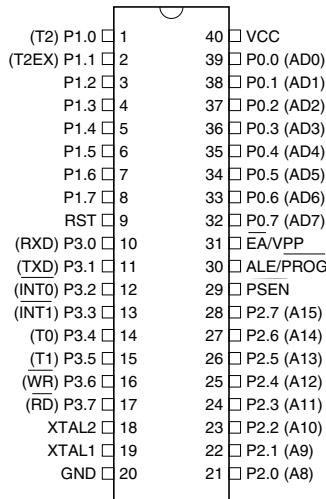 (T2) P1.0 1 40 VCC
(T2EX) P1.1 2 39 P0.0 (AD0)
P1.2 3 38 P0.1 (AD1)
P1.3 4 37 P0.2 (AD2)
P1.4 5 36 P0.3 (AD3)
P1.5 6 35 P0.4 (AD4)
P1.6 7 34 P0.5 (AD5)
P1.7 8 33 P0.6 (AD6)
RST 9 32 P0.7 (AD7)
(RXD) P3.0 10 31 EA/VPP
(TXD) P3.1 11 30 ALE/PROG
(INT0) P3.2 12 29 PSEN
(INT1) P3.3 13 28 P2.7 (A15)
(T0) P3.4 14 27 P2.6 (A14)
(T1) P3.5 15 26 P2.5 (A13)
(WR) P3.6 16 25 P2.4 (A12)
(RD) P3.7 17 24 P2.3 (A11)
XTAL2 18 23 P2.2 (A10)
XTAL1 19 22 P2.1 (A9)
GND 20 21 P2.0 (A8)